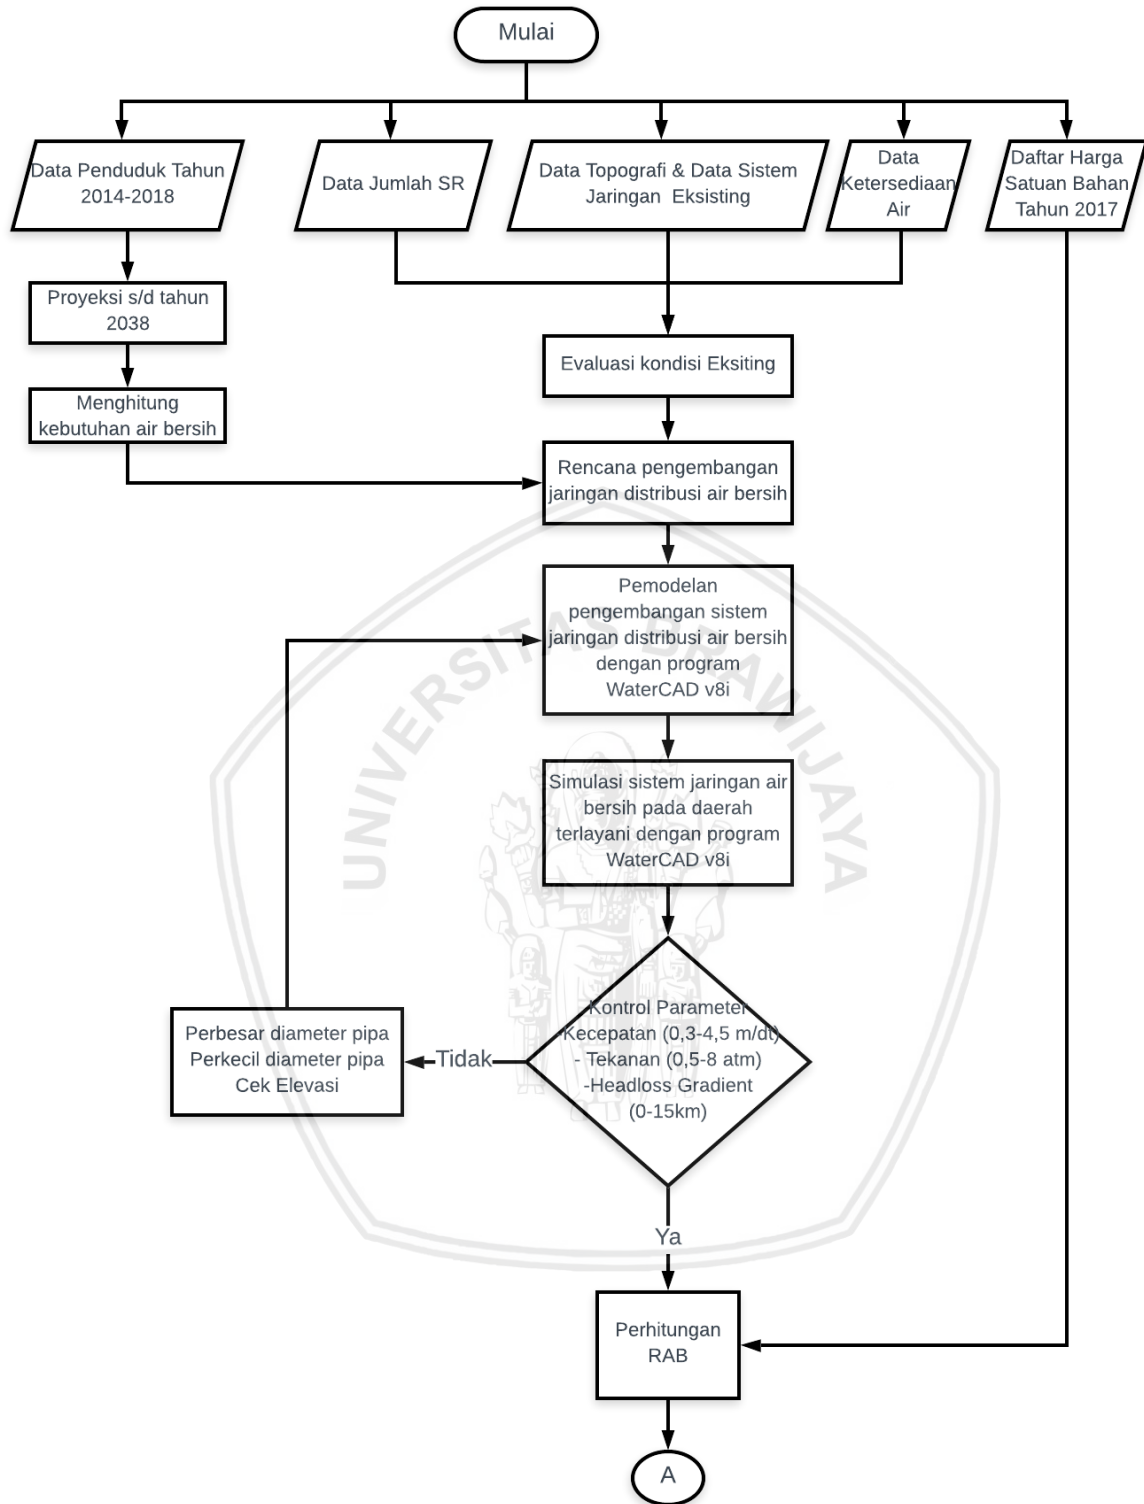 Mulai
Data Penduduk Tahun
2014-2018
Data Jumlah SR
Data Topografi & Data Sistem
Jaringan Eksisting
Data
Ketersediaan
Air
Daftar Harga
Satuan Bahan
Tahun 2017
Proyeksi s/d tahun
2038
Menghitung
kebutuhan air bersih
Evaluasi kondisi Eksiting
Rencana pengembangan
jaringan distribusi air bersih
Pemodelan
pengembangan sistem
jaringan distribusi air bersih
dengan program
WaterCAD v8i
Simulasi sistem jaringan air
bersih pada daerah
terlayani dengan program
WaterCAD v8i
Kontrol Parameter
-Kecepatan (0,3-4,5 m/dt)
- Tekanan (0,5-8 atm)
-Headloss Gradient
(0-15km)
Tidak
Perbesar diameter pipa
Perkecil diameter pipa
Cek Elevasi
Ya
Perhitungan
RAB
A
UNIVERSITAS BRAWIJAYA